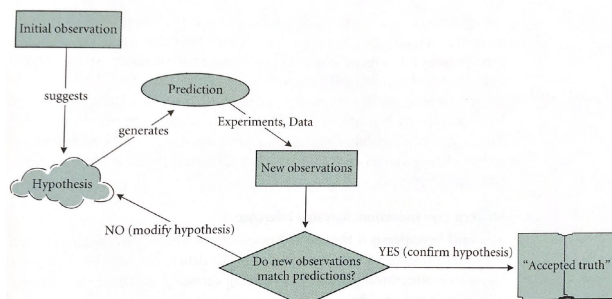 Initial observation
suggests
Prediction
generates
Experiments, Data
Hypothesis
New observations
NO (modify hypothesis)
Do new observations
match predictions?
YES (confirm hypothesis)
“Accepted truth”